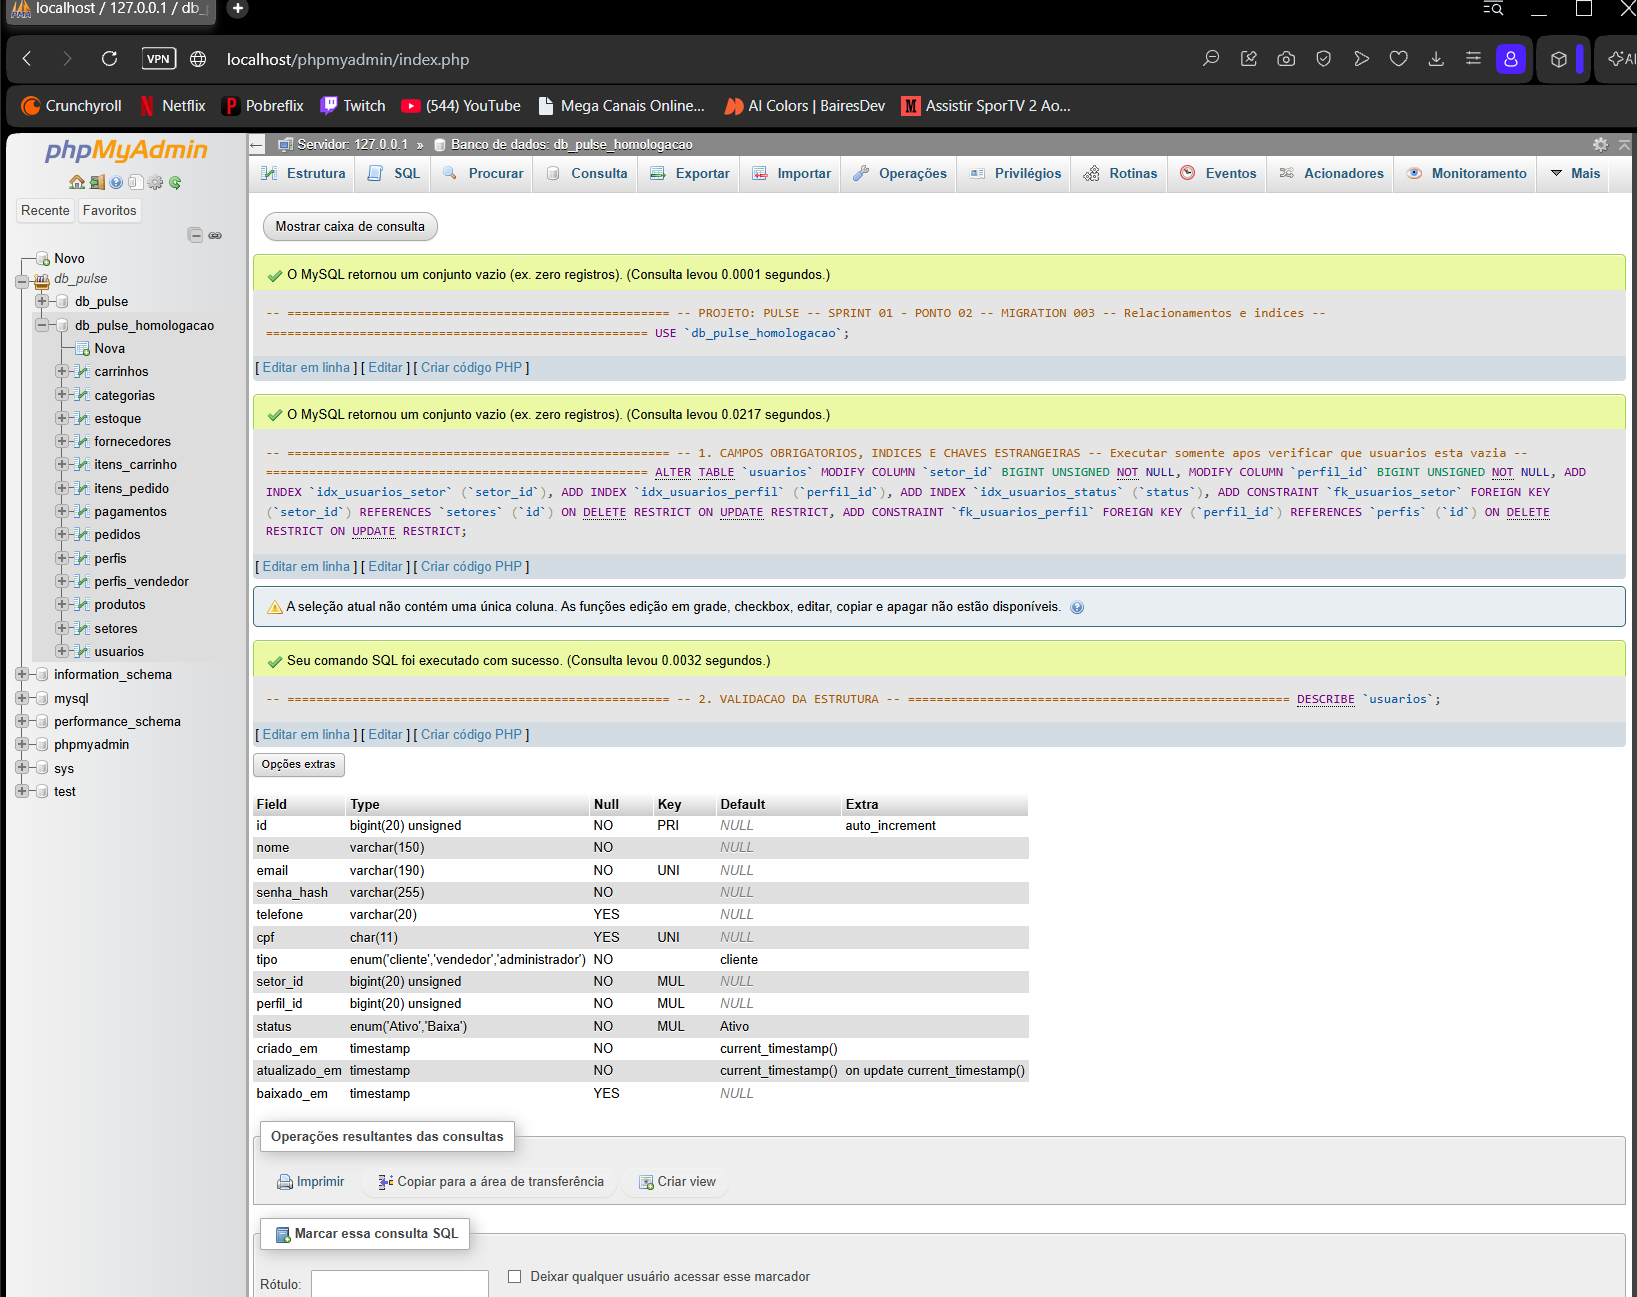 localhost / 127.0.0.1 / db_
VPN
localhost/phpmyadmin/index.php
AI
Crunchyroll
Netflix
Pobreflix
Twitch
(544) YouTube
Mega Canais Online...
AI Colors | BairesDev
Assistir SporTV 2 Ao...
phpMyAdmin
Recente
Favoritos
Novo
db_pulse
db_pulse
db_pulse_homologacao
Nova
carrinhos
categorias
estoque
fornecedores
itens_carrinho
itens_pedido
pagamentos
pedidos
perfis
perfis_vendedor
produtos
setores
usuarios
information_schema
mysql
performance_schema
phpmyadmin
sys
test
Servidor: 127.0.0.1 » Banco de dados: db_pulse_homologacao
Estrutura
SQL
Procurar
Consulta
Exportar
Importar
Operações
Privilégios
Rotinas
Eventos
Acionadores
Monitoramento
Mais
Mostrar caixa de consulta
O MySQL retornou um conjunto vazio (ex. zero registros). (Consulta levou 0.0001 segundos.)
-- ===================================================== -- PROJETO: PULSE -- SPRINT 01 - PONTO 02 -- MIGRATION 003 -- Relacionamentos e indices --
===================================================== USE `db_pulse_homologacao`;
[ Editar em linha ] [ Editar ] [ Criar código PHP ]
O MySQL retornou um conjunto vazio (ex. zero registros). (Consulta levou 0.0217 segundos.)
-- ===================================================== -- 1. CAMPOS OBRIGATORIOS, INDICES E CHAVES ESTRANGEIRAS -- Executar somente apos verificar que usuarios esta vazia --
===================================================== ALTER TABLE `usuarios` MODIFY COLUMN `setor_id` BIGINT UNSIGNED NOT NULL, MODIFY COLUMN `perfil_id` BIGINT UNSIGNED NOT NULL, ADD
INDEX `idx_usuarios_setor` (`setor_id`), ADD INDEX `idx_usuarios_perfil` (`perfil_id`), ADD INDEX `idx_usuarios_status` (`status`), ADD CONSTRAINT `fk_usuarios_setor` FOREIGN KEY
(`setor_id`) REFERENCES `setores` (`id`) ON DELETE RESTRICT ON UPDATE RESTRICT, ADD CONSTRAINT `fk_usuarios_perfil` FOREIGN KEY (`perfil_id`) REFERENCES `perfis` (`id`) ON DELETE
RESTRICT ON UPDATE RESTRICT;
[ Editar em linha ] [ Editar ] [ Criar código PHP ]
A seleção atual não contém uma única coluna. As funções edição em grade, checkbox, editar, copiar e apagar não estão disponíveis.
Seu comando SQL foi executado com sucesso. (Consulta levou 0.0032 segundos.)
-- ===================================================== -- 2. VALIDACAO DA ESTRUTURA -- ===================================================== DESCRIBE `usuarios`;
[ Editar em linha ] [ Editar ] [ Criar código PHP ]
Opções extras
Field Type Null Key Default Extra
id bigint(20) unsigned NO PRI NULL auto_increment
nome varchar(150) NO NULL
email varchar(190) NO UNI NULL
senha_hash varchar(255) NO NULL
telefone varchar(20) YES NULL
cpf char(11) YES UNI NULL
tipo enum('cliente','vendedor','administrador') NO cliente
setor_id bigint(20) unsigned NO MUL NULL
perfil_id bigint(20) unsigned NO MUL NULL
status enum('Ativo','Baixa') NO MUL Ativo
criado_em timestamp NO current_timestamp()
atualizado_em timestamp NO current_timestamp() on update current_timestamp()
baixado_em timestamp YES NULL
Operações resultantes das consultas
Imprimir
Copiar para a área de transferência
Criar view
Marcar essa consulta SQL
Rótulo:
Deixar qualquer usuário acessar esse marcador